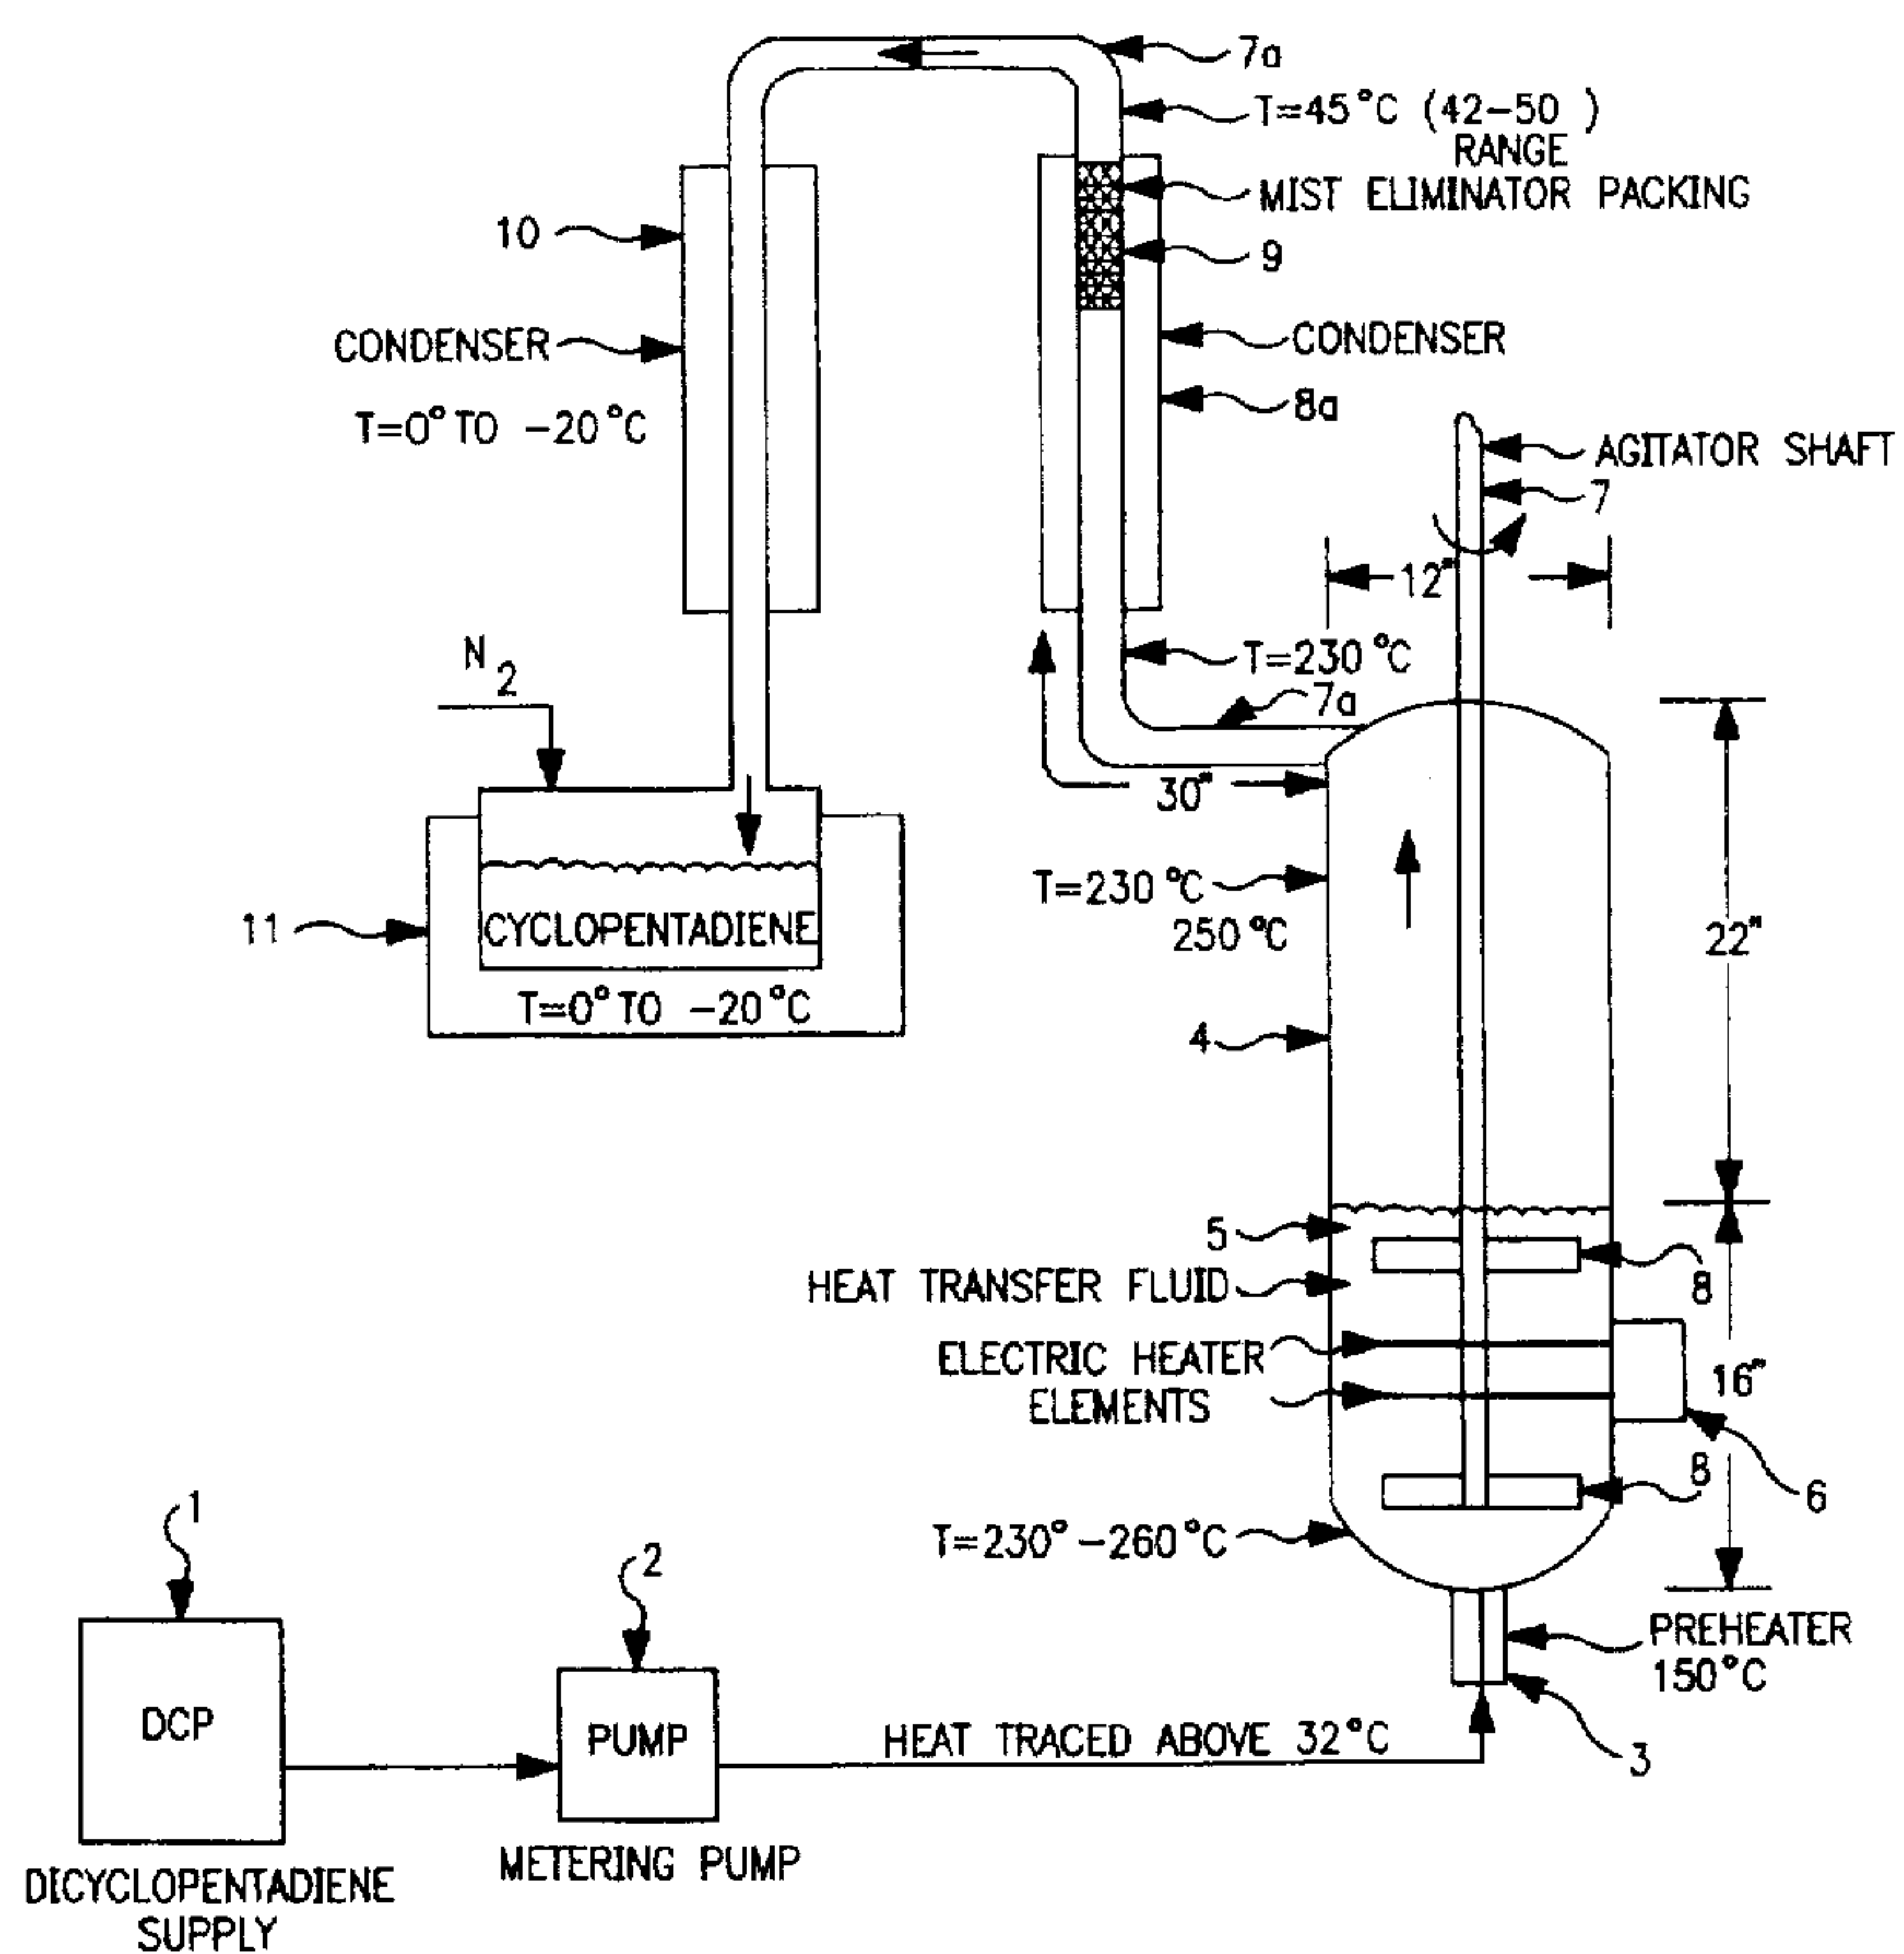 7a
T=45°C (42-50 )
RANGE
MIST ELIMINATOR PACKING
10
9
CONDENSER
CONDENSER
8a
T=0° TO -20°C
AGITATOR SHAFT
7
12"
N2
T=230°C
7a
30"
T=230°C
250°C
22"
11
CYCLOPENTADIENE
T=0° TO -20°C
4
5
8
HEAT TRANSFER FLUID
ELECTRIC HEATER
ELEMENTS
16"
8
6
T=230°-260°C
1
2
PREHEATER
150°C
DCP
PUMP
HEAT TRACED ABOVE 32°C
3
METERING PUMP
DICYCLOPENTADIENE
SUPPLY